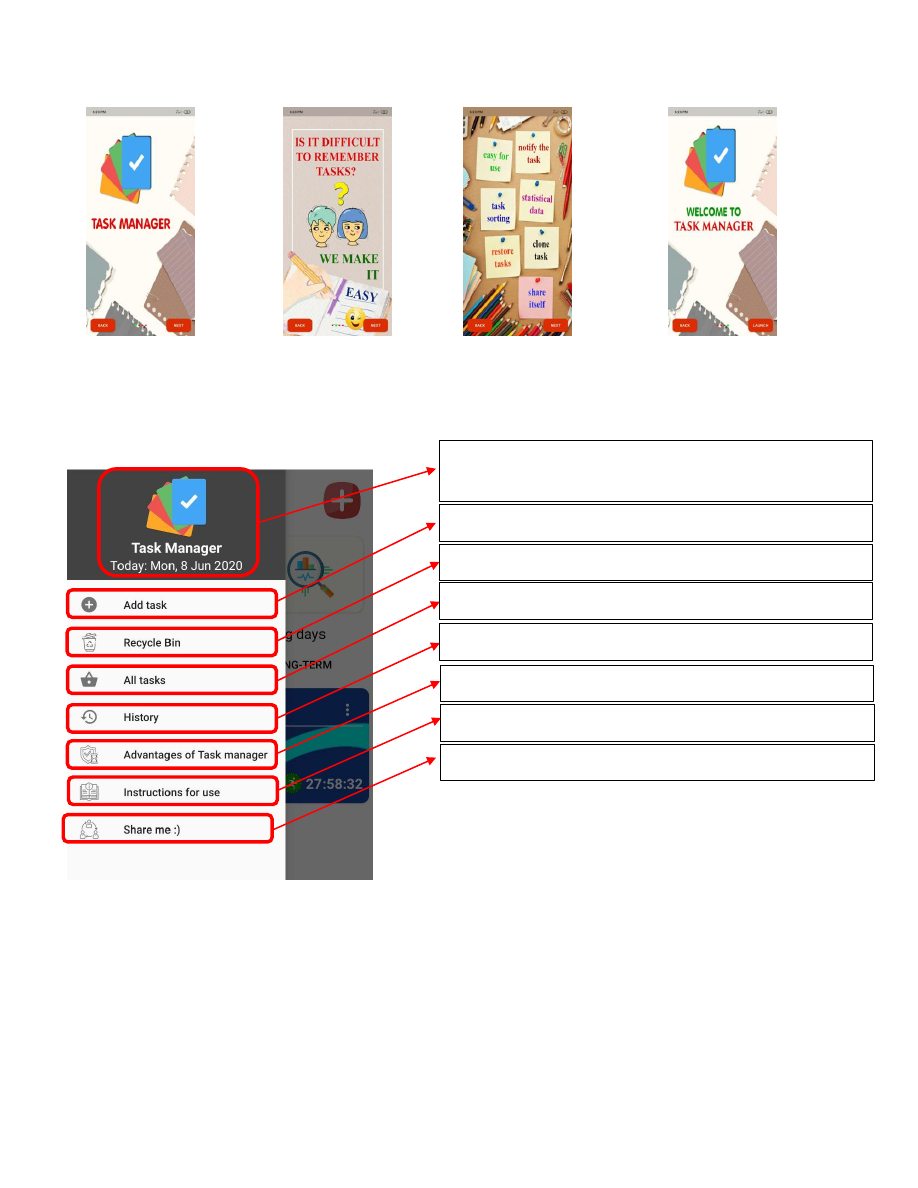 TASK MANAGER
BACK
NEXT
IS IT DIFFICULT
TO REMEMBER
TASKS?
?
WE MAKE
IT
EASY
BACK
NEXT
easy for
use
notify the
task
task
sorting
statistical
data
restore
tasks
clone
task
share
itself
BACK
NEXT
WELCOME TO
TASK MANAGER
BACK
LAUNCH
Task Manager
Today: Mon, 8 Jun 2020
Add task
Recycle Bin
All tasks
History
Advantages of Task manager
Instructions for use
Share me :)
days
27:58:32